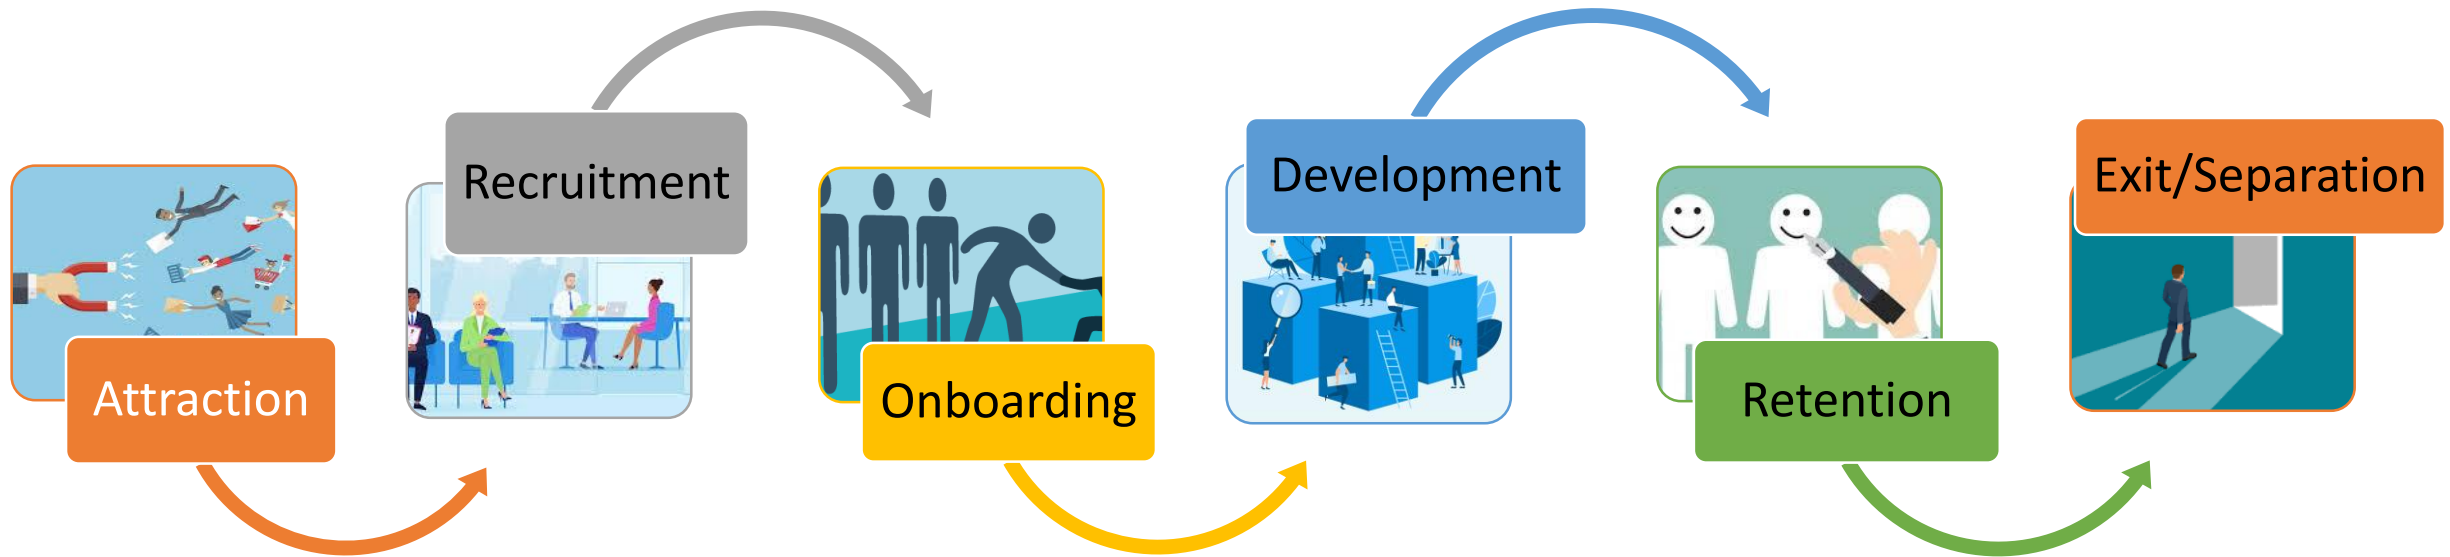 Attraction
Recruitment
Onboarding
Development
Retention
Exit/Separation